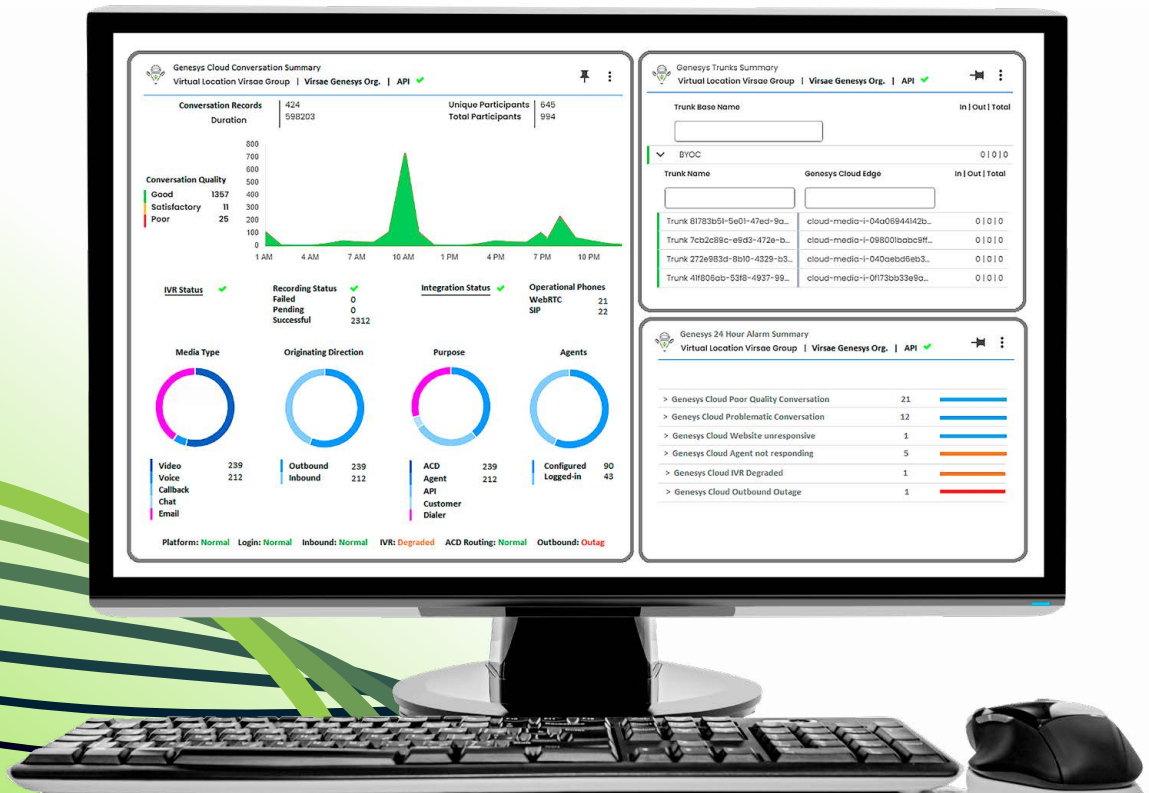 Genesys Cloud Conversation Summary
Virtual Location Virsae Group | Virsae Genesys Org. | API
Conversation Records 424
Duration 598203
Unique Participants 645
Total Participants 994
800
700
600
500
400
300
200
100
0
1 AM 4 AM 7 AM 10 AM 1 PM 4 PM 7 PM 10 PM
Conversation Quality
Good 1357
Satisfactory 11
Poor 25
IVR Status
Recording Status
Failed 0
Pending 0
Successful 2312
Integration Status
Operational Phones
WebRTC 21
SIP 22
Media Type
Video 239
Voice 212
Callback
Chat
Email
Originating Direction
Outbound 239
Inbound 212
Purpose
ACD 239
Agent 212
API
Customer
Dialer
Agents
Configured 90
Logged-in 43
Platform: Normal Login: Normal Inbound: Normal IVR: Degraded ACD Routing: Normal Outbound: Outag
Genesys Trunks Summary
Virtual Location Virsae Group | Virsae Genesys Org. | API
Trunk Base Name In | Out | Total
BYOC 0 | 0 | 0
Trunk Name Genesys Cloud Edge In | Out | Total
Trunk 81783b51-5e01-47ed-9a... cloud-media-i-04a06944142b... 0 | 0 | 0
Trunk 7cb2c89c-e9d3-472e-b... cloud-media-i-098001babc9ff... 0 | 0 | 0
Trunk 272e983d-8b10-4329-b3... cloud-media-i-040aebd6eb3... 0 | 0 | 0
Trunk 41f806ab-53f8-4937-99... cloud-media-i-0f173bb33e9a... 0 | 0 | 0
Genesys 24 Hour Alarm Summary
Virtual Location Virsae Group | Virsae Genesys Org. | API
> Genesys Cloud Poor Quality Conversation 21
> Genesys Cloud Problematic Conversation 12
> Genesys Cloud Website unresponsive 1
> Genesys Cloud Agent not responding 5
> Genesys Cloud IVR Degraded 1
> Genesys Cloud Outbound Outage 1